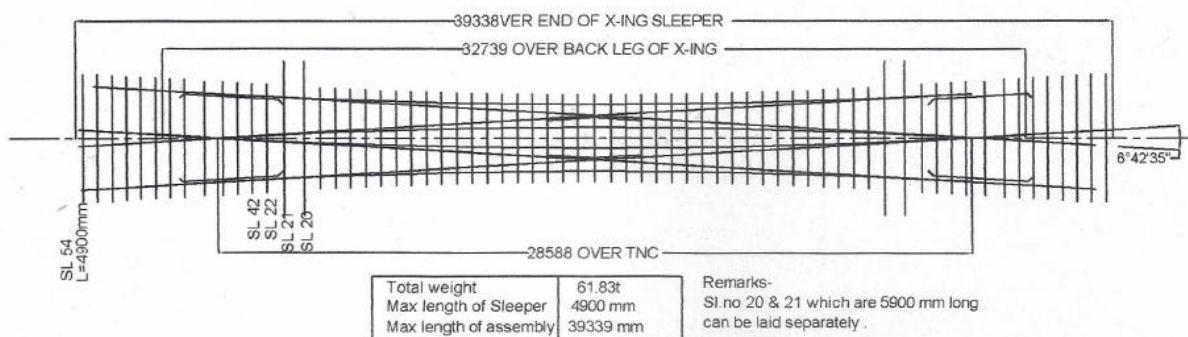 39338VER END OF X-ING SLEEPER
32739 OVER BACK LEG OF X-ING
6°42'35"
SL 54
L=4900mm
SL 42
SL 22
SL 21
SL 20
28588 OVER TNC
Total weight 61.83t
Max length of Sleeper 4900 mm
Max length of assembly 39339 mm
Remarks-
Sl.no 20 & 21 which are 5900 mm long
can be laid separately .